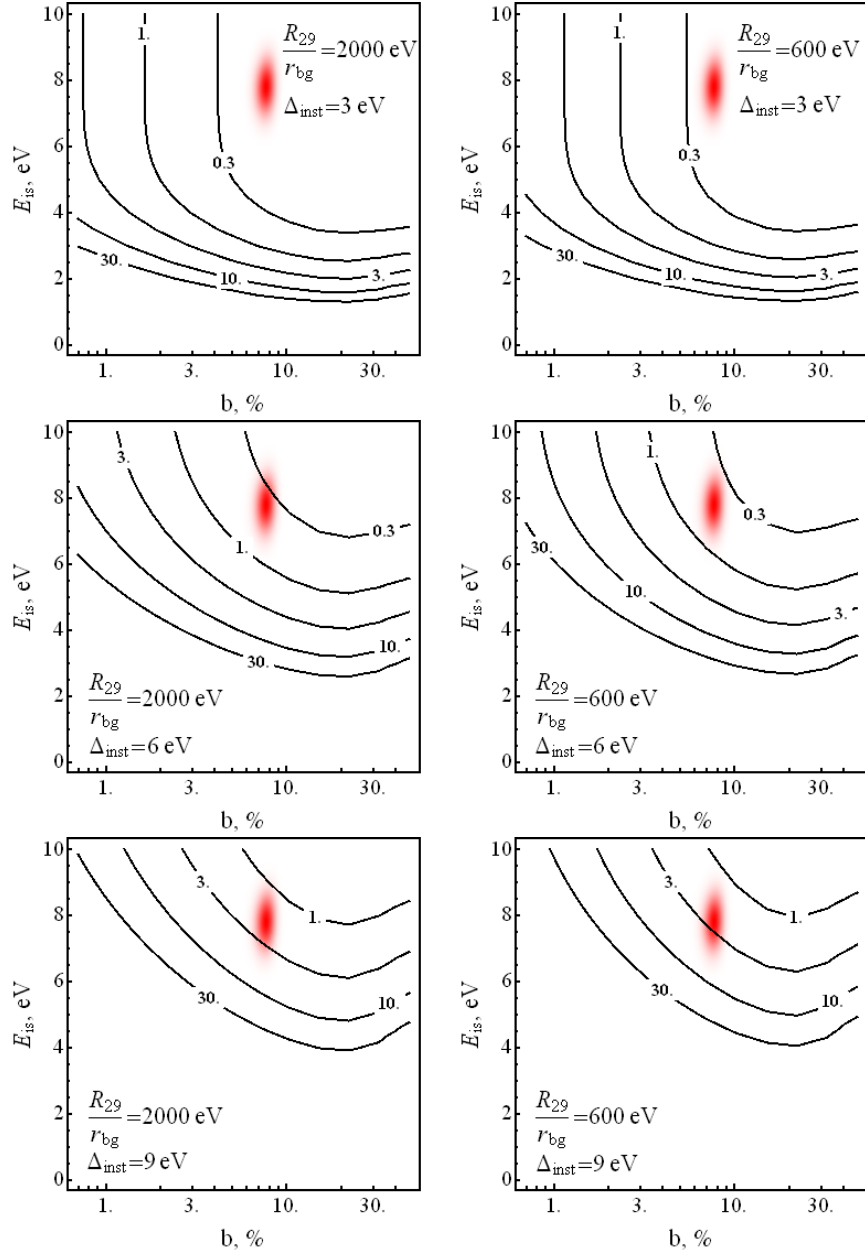 10
8
6
4
2
0
E_is, eV
1.
0.3
10.
3.
30.
R_29/r_bg =2000 eV
Δ_inst=3 eV
1. 3. 10. 30.
b, %
10
8
6
4
2
0
E_is, eV
1.
0.3
10.
3.
30.
R_29/r_bg =600 eV
Δ_inst=3 eV
1. 3. 10. 30.
b, %
10
8
6
4
2
0
E_is, eV
3.
0.3
1.
10.
30.
R_29/r_bg =2000 eV
Δ_inst=6 eV
1. 3. 10. 30.
b, %
10
8
6
4
2
0
E_is, eV
1.
0.3
30.
10.
3.
R_29/r_bg =600 eV
Δ_inst=6 eV
1. 3. 10. 30.
b, %
10
8
6
4
2
0
E_is, eV
3.
1.
10.
30.
R_29/r_bg =2000 eV
Δ_inst=9 eV
1. 3. 10. 30.
b, %
10
8
6
4
2
0
E_is, eV
3.
1.
30.
10.
R_29/r_bg =600 eV
Δ_inst=9 eV
1. 3. 10. 30.
b, %